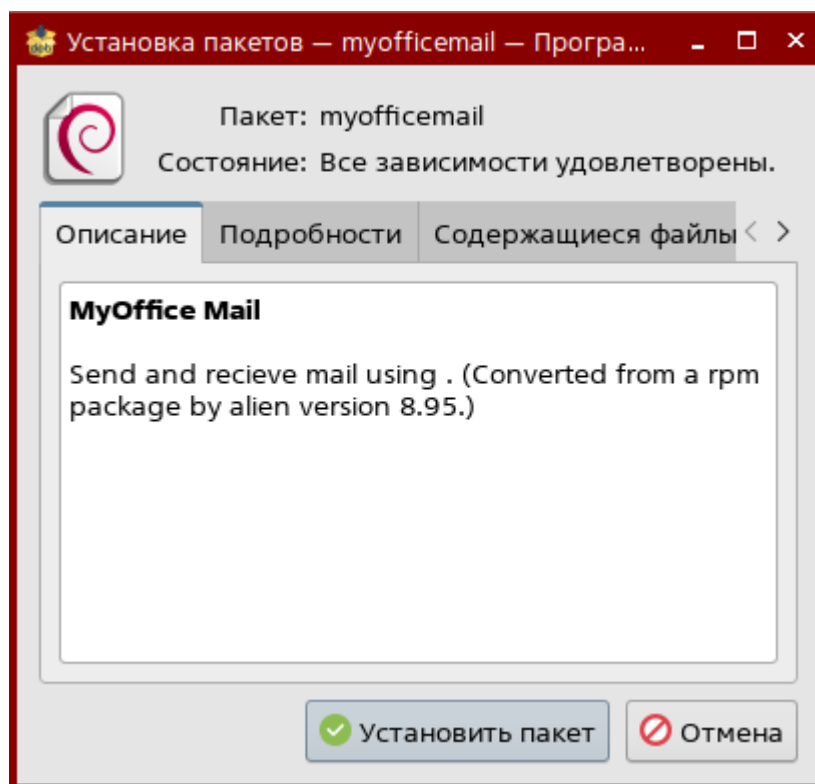 Установка пакетов — myofficemail — Програ...
Пакет: myofficemail
Состояние: Все зависимости удовлетворены.
Описание Подробности Содержащиеся файлы
MyOffice Mail
Send and recieve mail using . (Converted from a rpm
package by alien version 8.95.)
Установить пакет Отмена